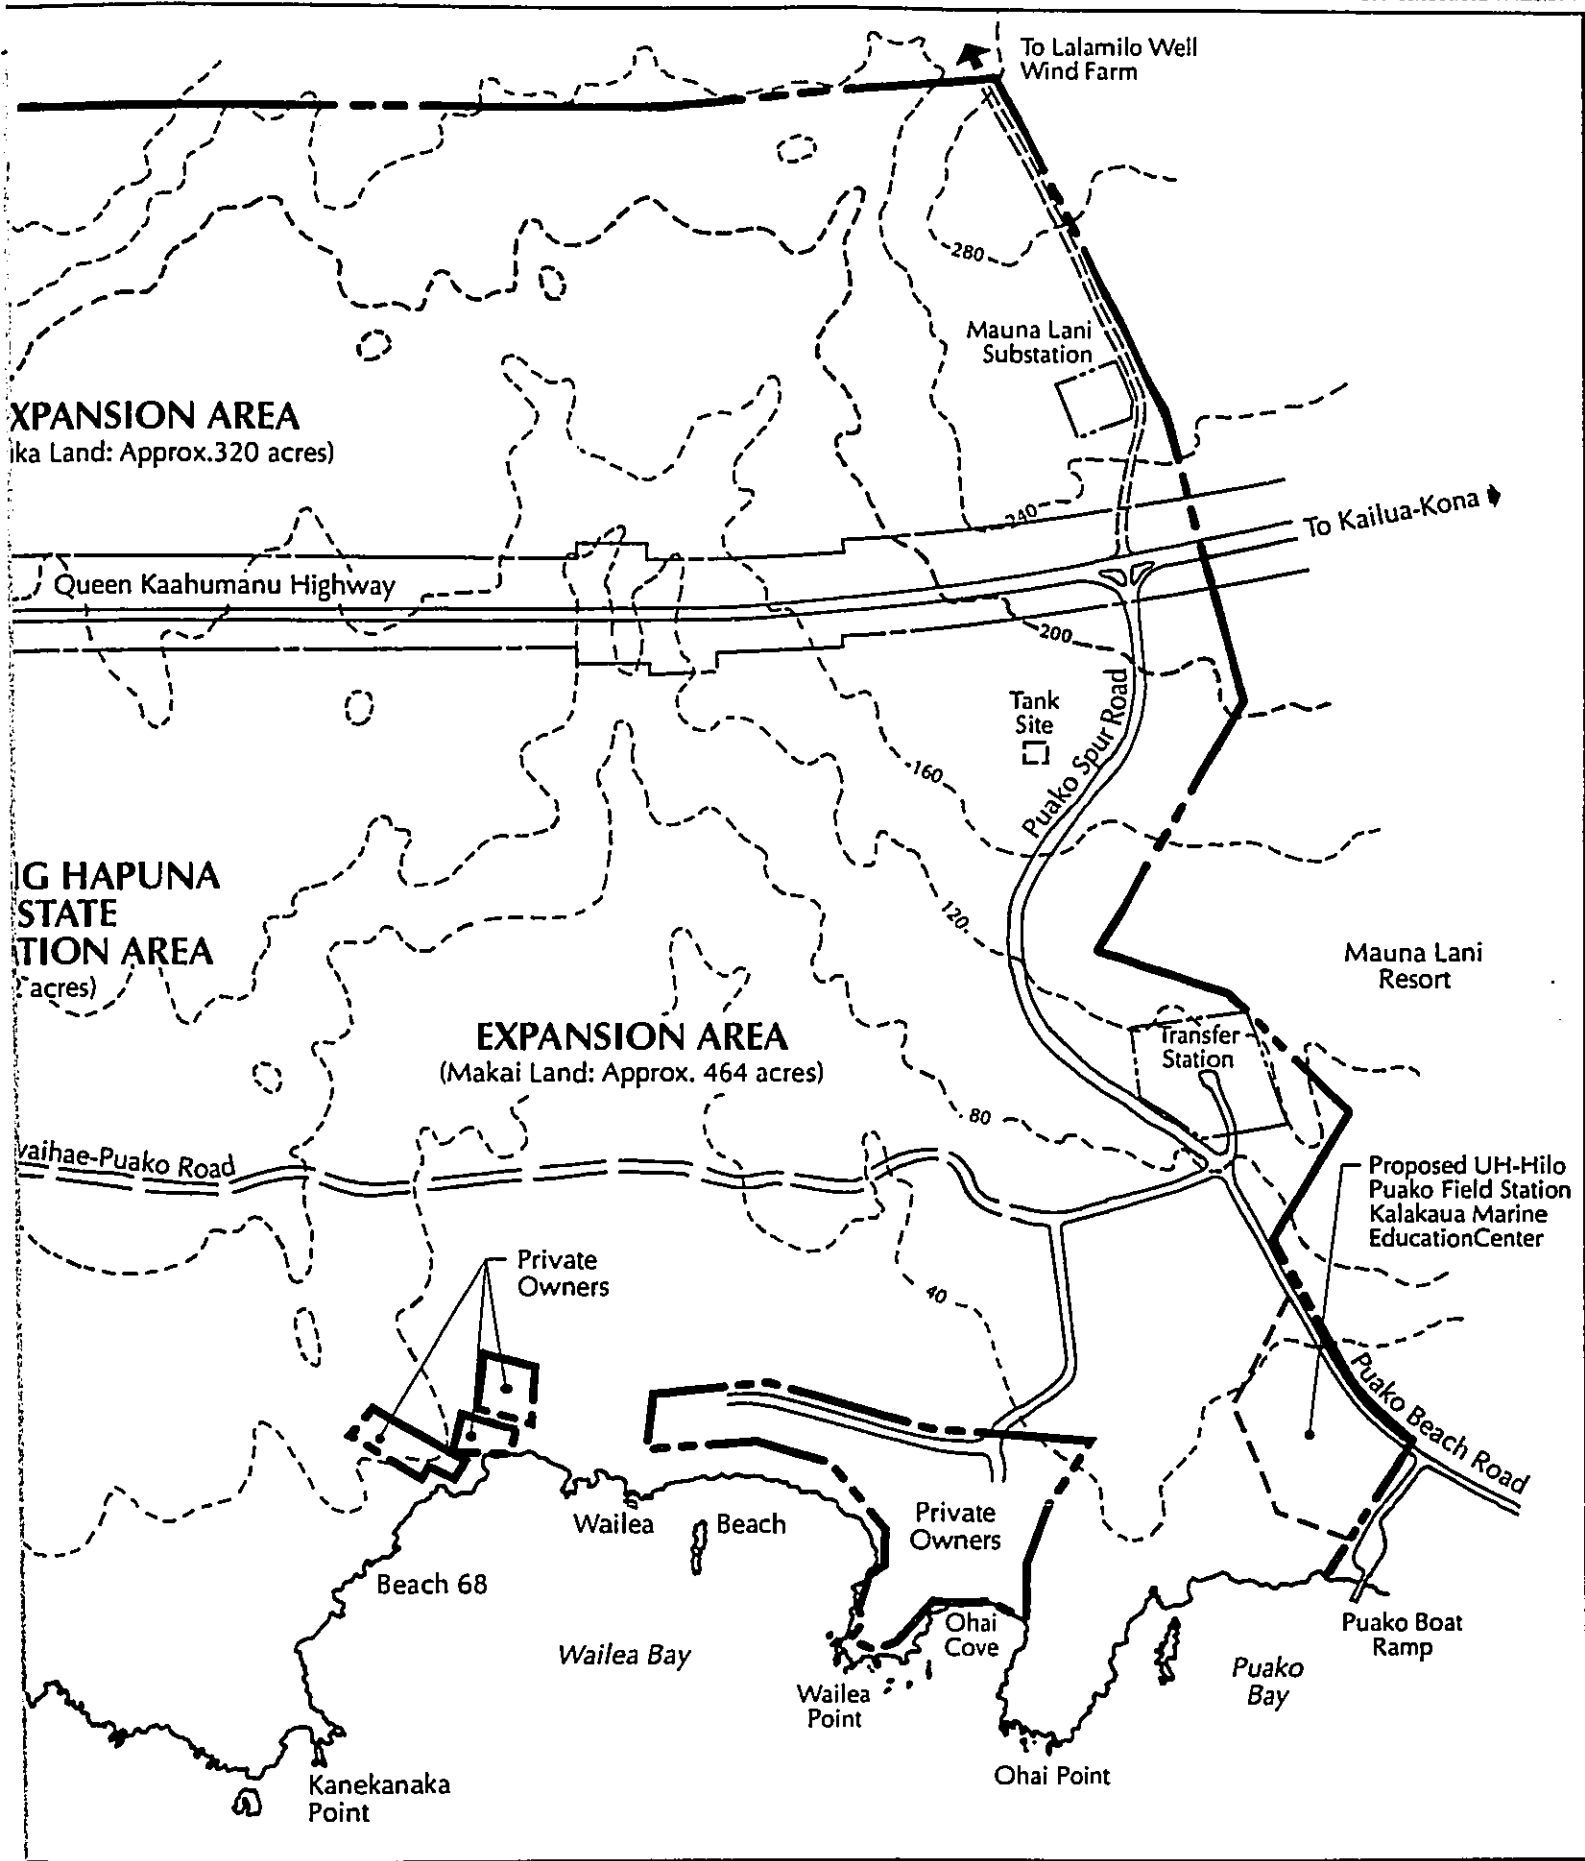 To Lalamilo Well
Wind Farm
280
Mauna Lani
Substation
XPANSION AREA
ika Land: Approx.320 acres)
240
To Kailua-Kona
Queen Kaahumanu Highway
200
Tank
Site
Puako Spur Road
160
IG HAPUNA
STATE
TION AREA
acres)
120
Mauna Lani
Resort
EXPANSION AREA
(Makai Land: Approx. 464 acres)
Transfer
Station
80
vaihae-Puako Road
Proposed UH-Hilo
Puako Field Station
Kalakaua Marine
EducationCenter
Private
Owners
40
Puako Beach Road
Wailea Beach
Private
Owners
Beach 68
Ohai
Cove
Puako Boat
Ramp
Wailea Bay
Puako
Bay
Wailea
Point
Ohai Point
Kanekanaka
Point